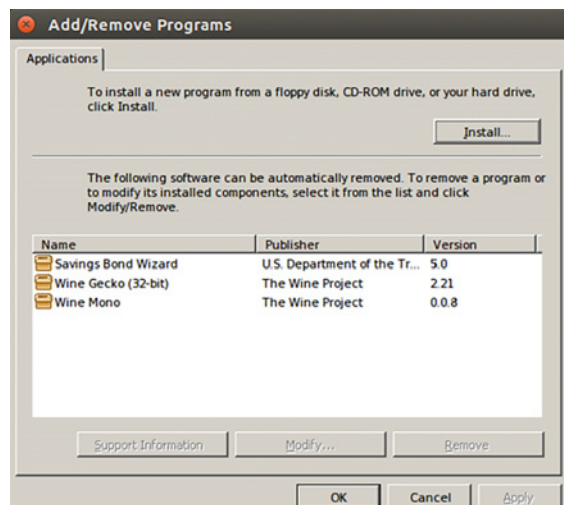 Add/Remove Programs
Applications
To install a new program from a floppy disk, CD-ROM drive, or your hard drive,
click Install.
Install...
The following software can be automatically removed. To remove a program or
to modify its installed components, select it from the list and click
Modify/Remove.
Name Publisher Version
Savings Bond Wizard U.S. Department of the Tr... 5.0
Wine Gecko (32-bit) The Wine Project 2.21
Wine Mono The Wine Project 0.0.8
Support Information Modify... Remove
OK Cancel Apply